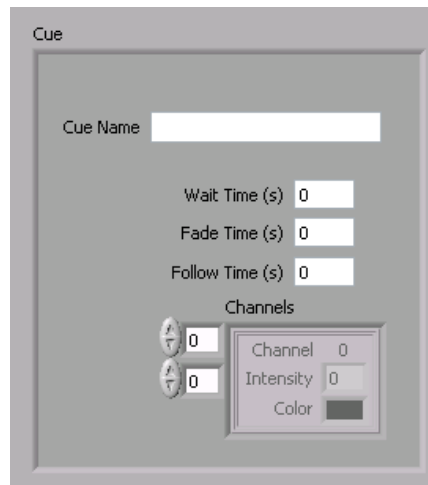 Cue
Cue Name
Wait Time (s) 0
Fade Time (s) 0
Follow Time (s) 0
Channels
0
Channel 0
0
Intensity 0
Color